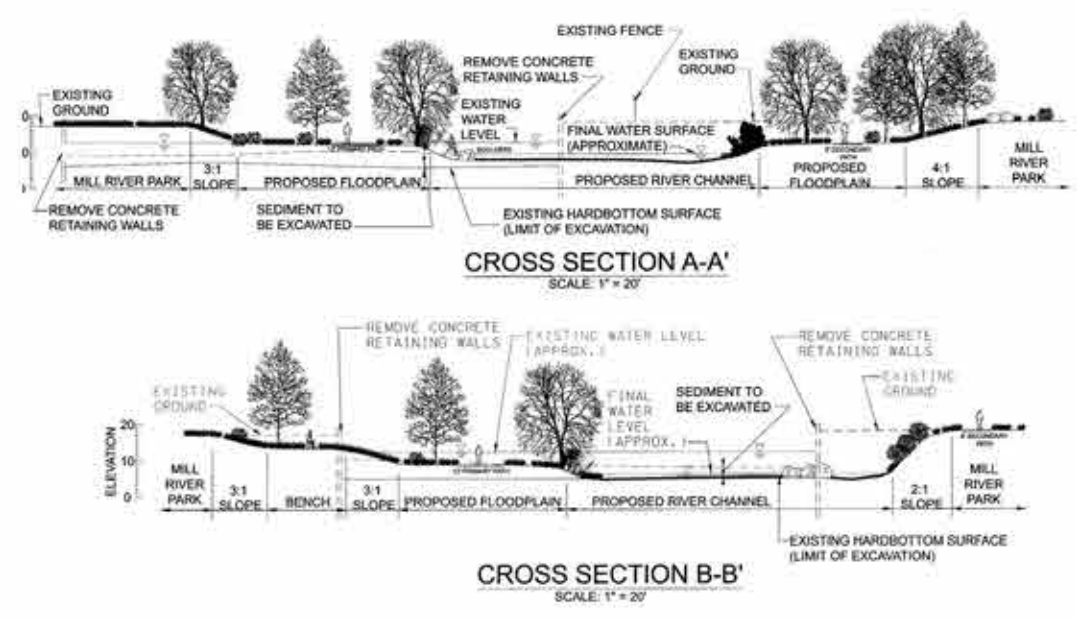 EXISTING FENCE
REMOVE CONCRETE
RETAINING WALLS
EXISTING
GROUND
EXISTING
GROUND
EXISTING
WATER
LEVEL
FINAL WATER SURFACE
(APPROXIMATE)
0
0
MILL RIVER PARK
3:1
SLOPE
PROPOSED FLOODPLAIN
PROPOSED RIVER CHANNEL
PROPOSED
FLOODPLAIN
4:1
SLOPE
MILL
RIVER
PARK
REMOVE CONCRETE
RETAINING WALLS
SEDIMENT TO
BE EXCAVATED
EXISTING HARDBOTTOM SURFACE
(LIMIT OF EXCAVATION)
CROSS SECTION A-A'
SCALE: 1" = 20'
REMOVE CONCRETE
RETAINING WALLS
EXISTING WATER LEVEL
(APPROX.)
REMOVE CONCRETE
RETAINING WALLS
EXISTING
GROUND
FINAL
WATER
LEVEL
(APPROX.)
SEDIMENT TO
BE EXCAVATED
EXISTING
GROUND
ELEVATION
20
10
0
8' SECONDARY
PATH
MILL
RIVER
PARK
3:1
SLOPE
BENCH
3:1
SLOPE
PROPOSED FLOODPLAIN
PROPOSED RIVER CHANNEL
2:1
SLOPE
MILL
RIVER
PARK
EXISTING HARDBOTTOM SURFACE
(LIMIT OF EXCAVATION)
CROSS SECTION B-B'
SCALE: 1" = 20'